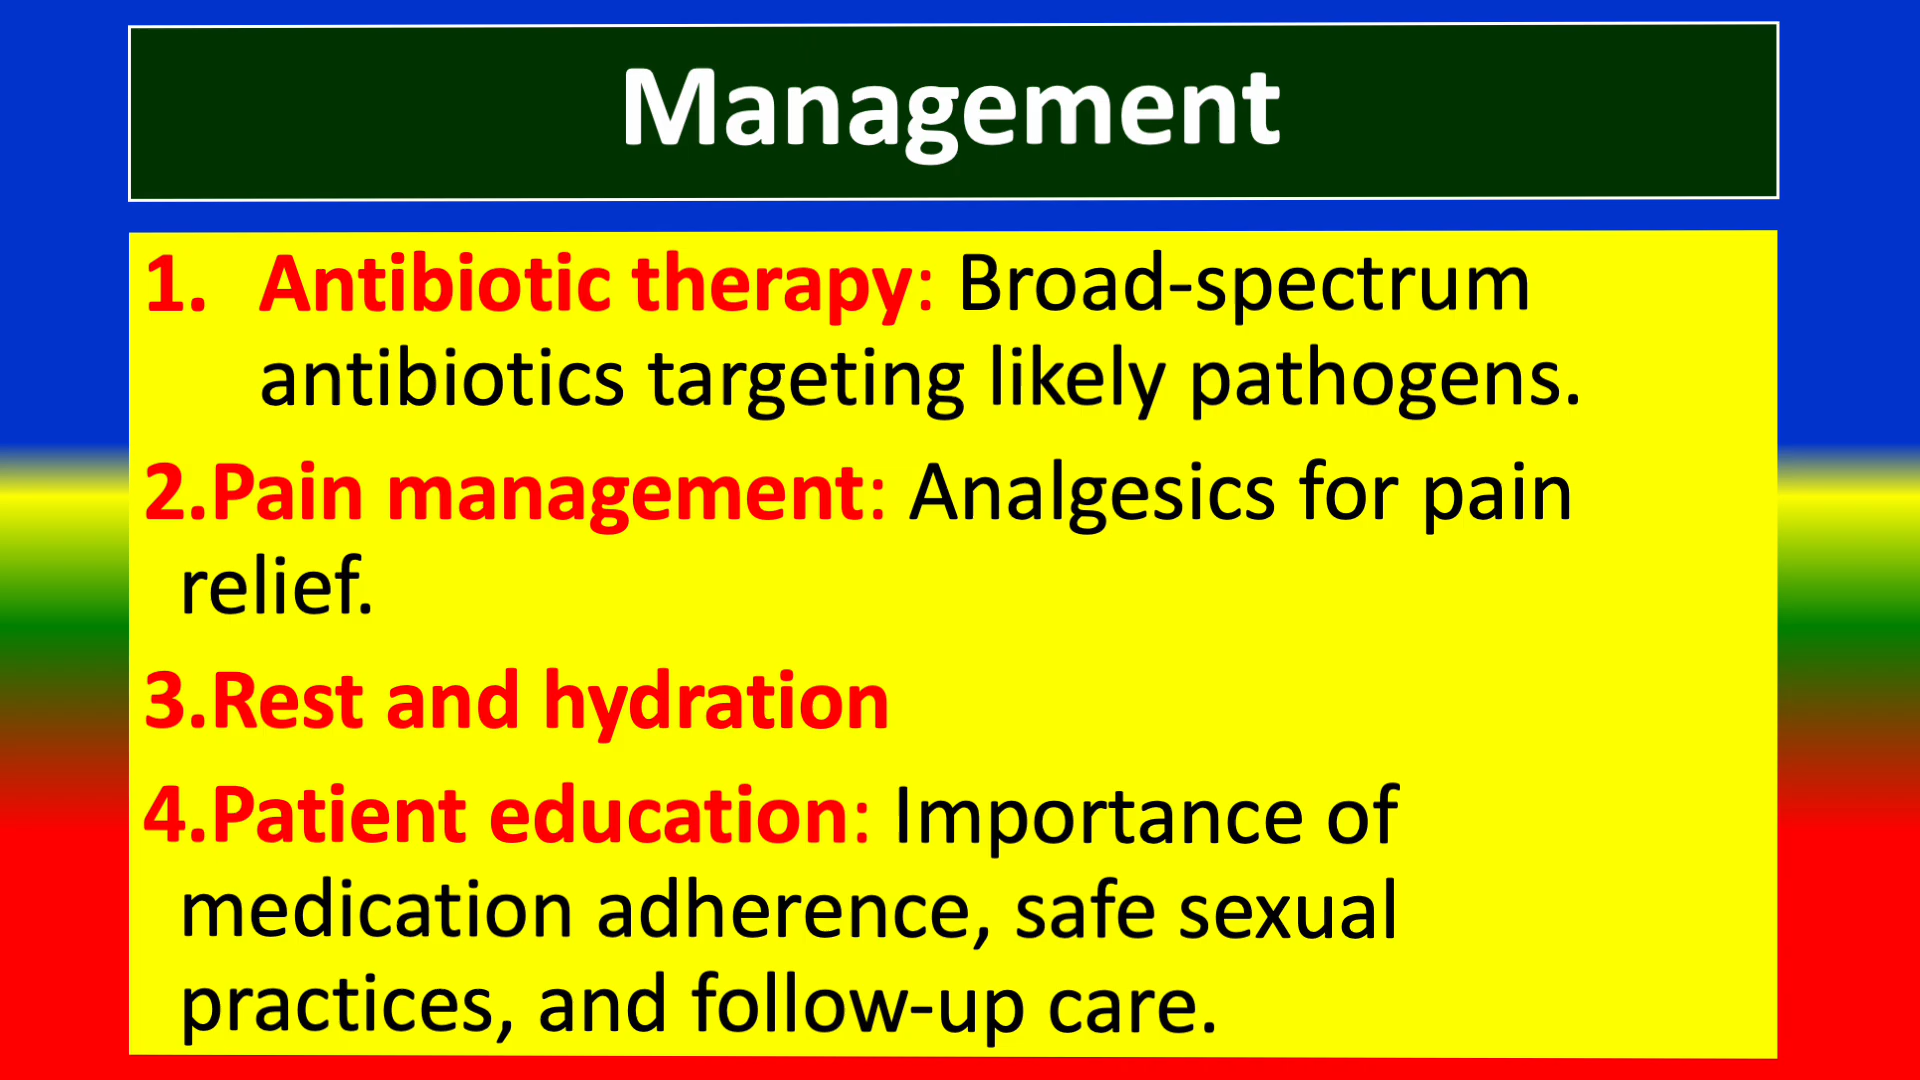 Management
1. Antibiotic therapy: Broad-spectrum
antibiotics targeting likely pathogens.
2.Pain management: Analgesics for pain
relief.
3.Rest and hydration
4.Patient education: Importance of
medication adherence, safe sexual
practices, and follow-up care.